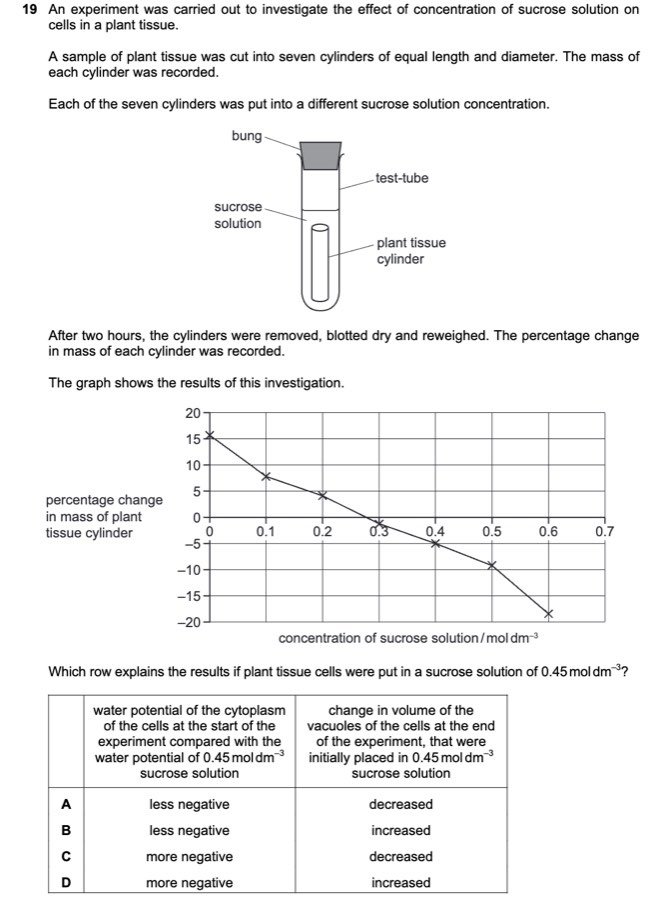 19 An experiment was carried out to investigate the effect of concentration of sucrose solution on
cells in a plant tissue.
A sample of plant tissue was cut into seven cylinders of equal length and diameter. The mass of
each cylinder was recorded.
Each of the seven cylinders was put into a different sucrose solution concentration.
bung
test-tube
sucrose
solution
plant tissue
cylinder
After two hours, the cylinders were removed, blotted dry and reweighed. The percentage change
in mass of each cylinder was recorded.
The graph shows the results of this investigation.
20
15
10
5
0
–5
–10
–15
–20
percentage change
in mass of plant
tissue cylinder
0 0.1 0.2 0.3 0.4 0.5 0.6 0.7
concentration of sucrose solution / mol dm⁻³
Which row explains the results if plant tissue cells were put in a sucrose solution of 0.45 mol dm⁻³?
water potential of the cytoplasm
of the cells at the start of the
experiment compared with the
water potential of 0.45 mol dm⁻³
sucrose solution
change in volume of the
vacuoles of the cells at the end
of the experiment, that were
initially placed in 0.45 mol dm⁻³
sucrose solution
A less negative decreased
B less negative increased
C more negative decreased
D more negative increased